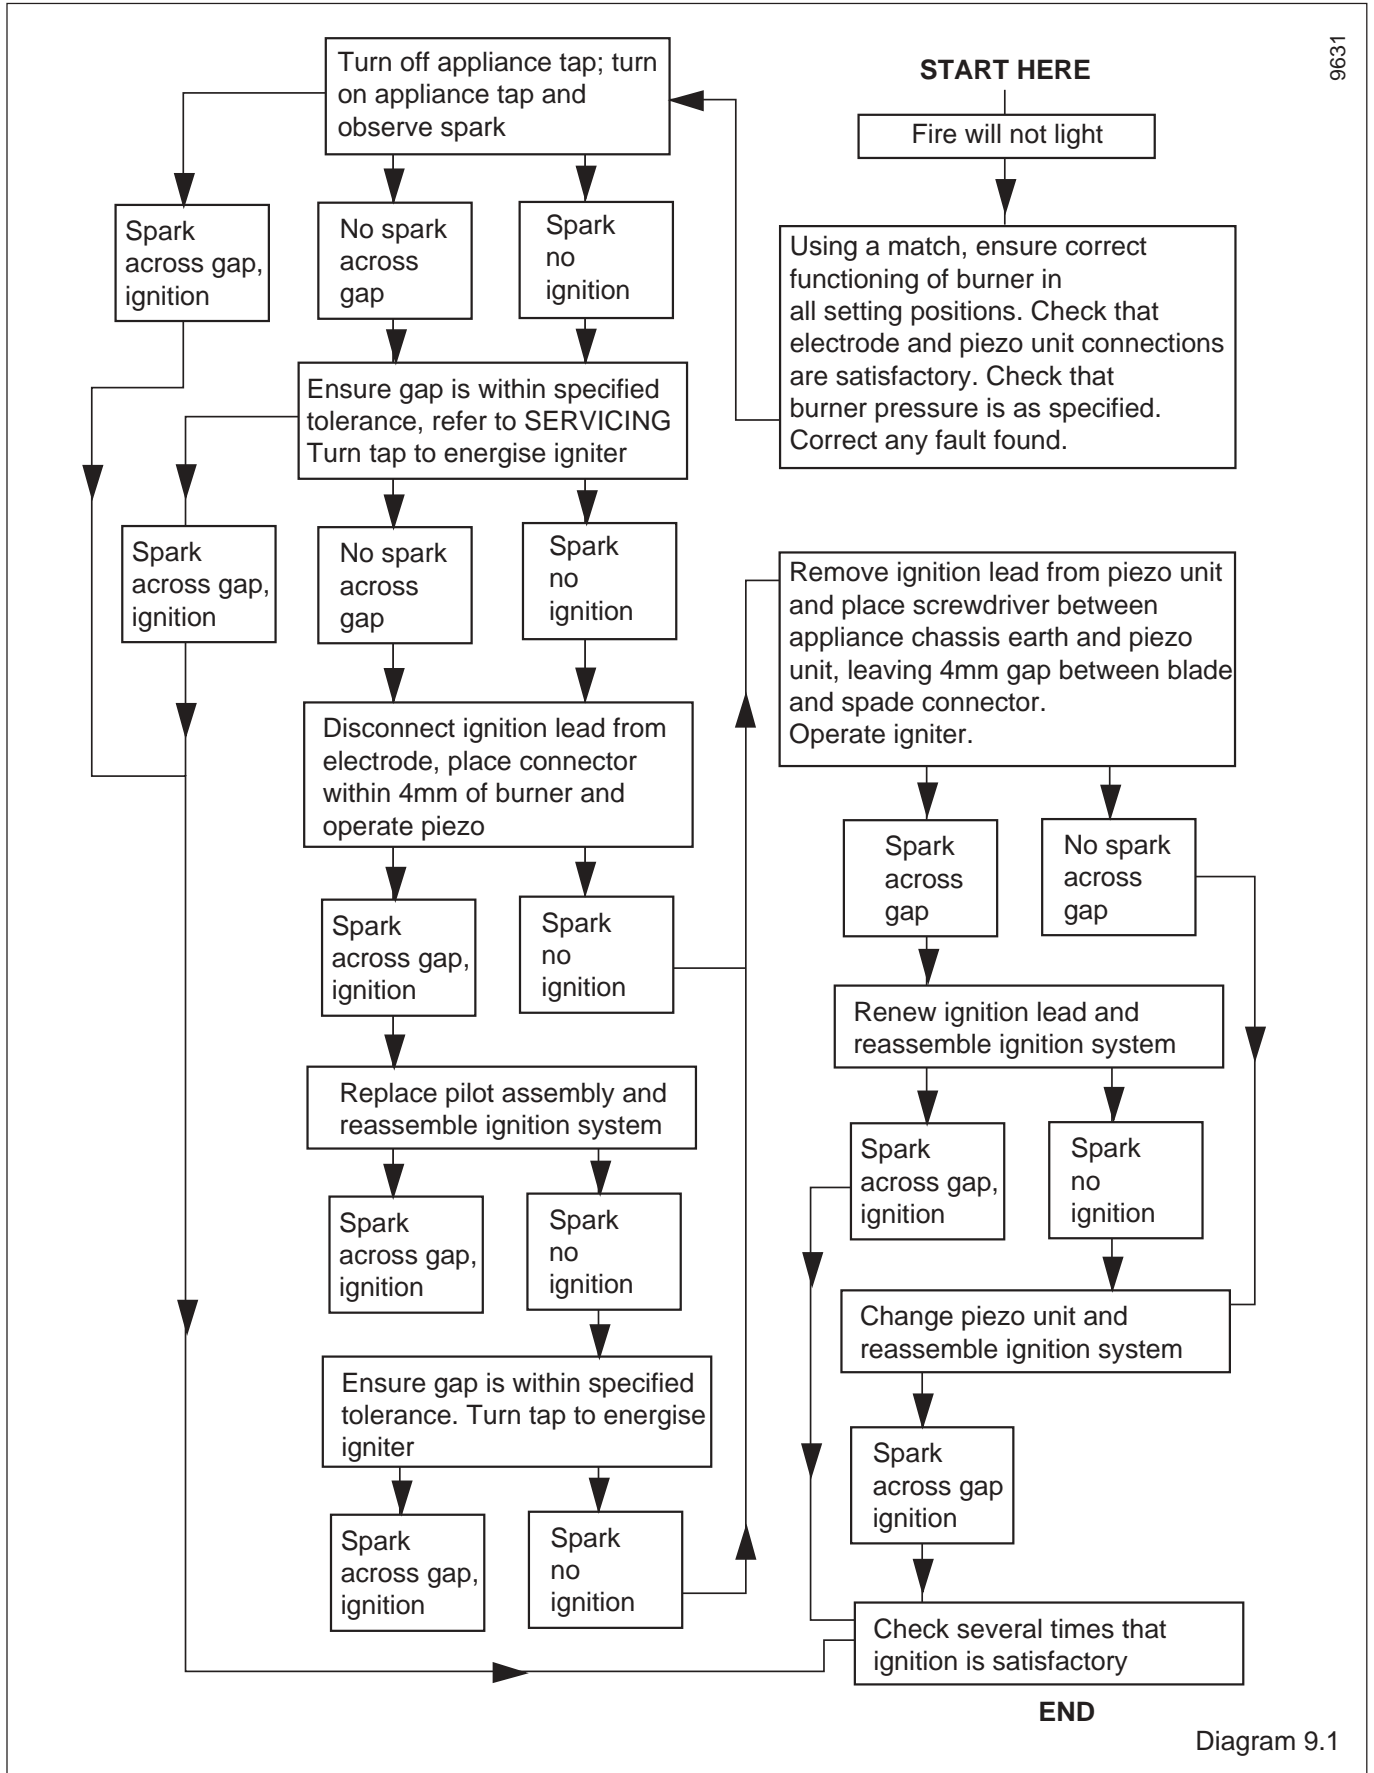 9631
START HERE
Fire will not light
Using a match, ensure correct
functioning of burner in
all setting positions. Check that
electrode and piezo unit connections
are satisfactory. Check that
burner pressure is as specified.
Correct any fault found.
Turn off appliance tap; turn
on appliance tap and
observe spark
Spark
across gap,
ignition
No spark
across
gap
Spark
no
ignition
Ensure gap is within specified
tolerance, refer to SERVICING
Turn tap to energise igniter
Spark
across gap,
ignition
No spark
across
gap
Spark
no
ignition
Disconnect ignition lead from
electrode, place connector
within 4mm of burner and
operate piezo
Spark
across gap,
ignition
Spark
no
ignition
Replace pilot assembly and
reassemble ignition system
Spark
across gap,
ignition
Spark
no
ignition
Ensure gap is within specified
tolerance. Turn tap to energise
igniter
Spark
across gap,
ignition
Spark
no
ignition
Remove ignition lead from piezo unit
and place screwdriver between
appliance chassis earth and piezo
unit, leaving 4mm gap between blade
and spade connector.
Operate igniter.
Spark
across
gap
No spark
across
gap
Renew ignition lead and
reassemble ignition system
Spark
across gap,
ignition
Spark
no
ignition
Change piezo unit and
reassemble ignition system
Spark
across gap
ignition
Check several times that
ignition is satisfactory
END
Diagram 9.1